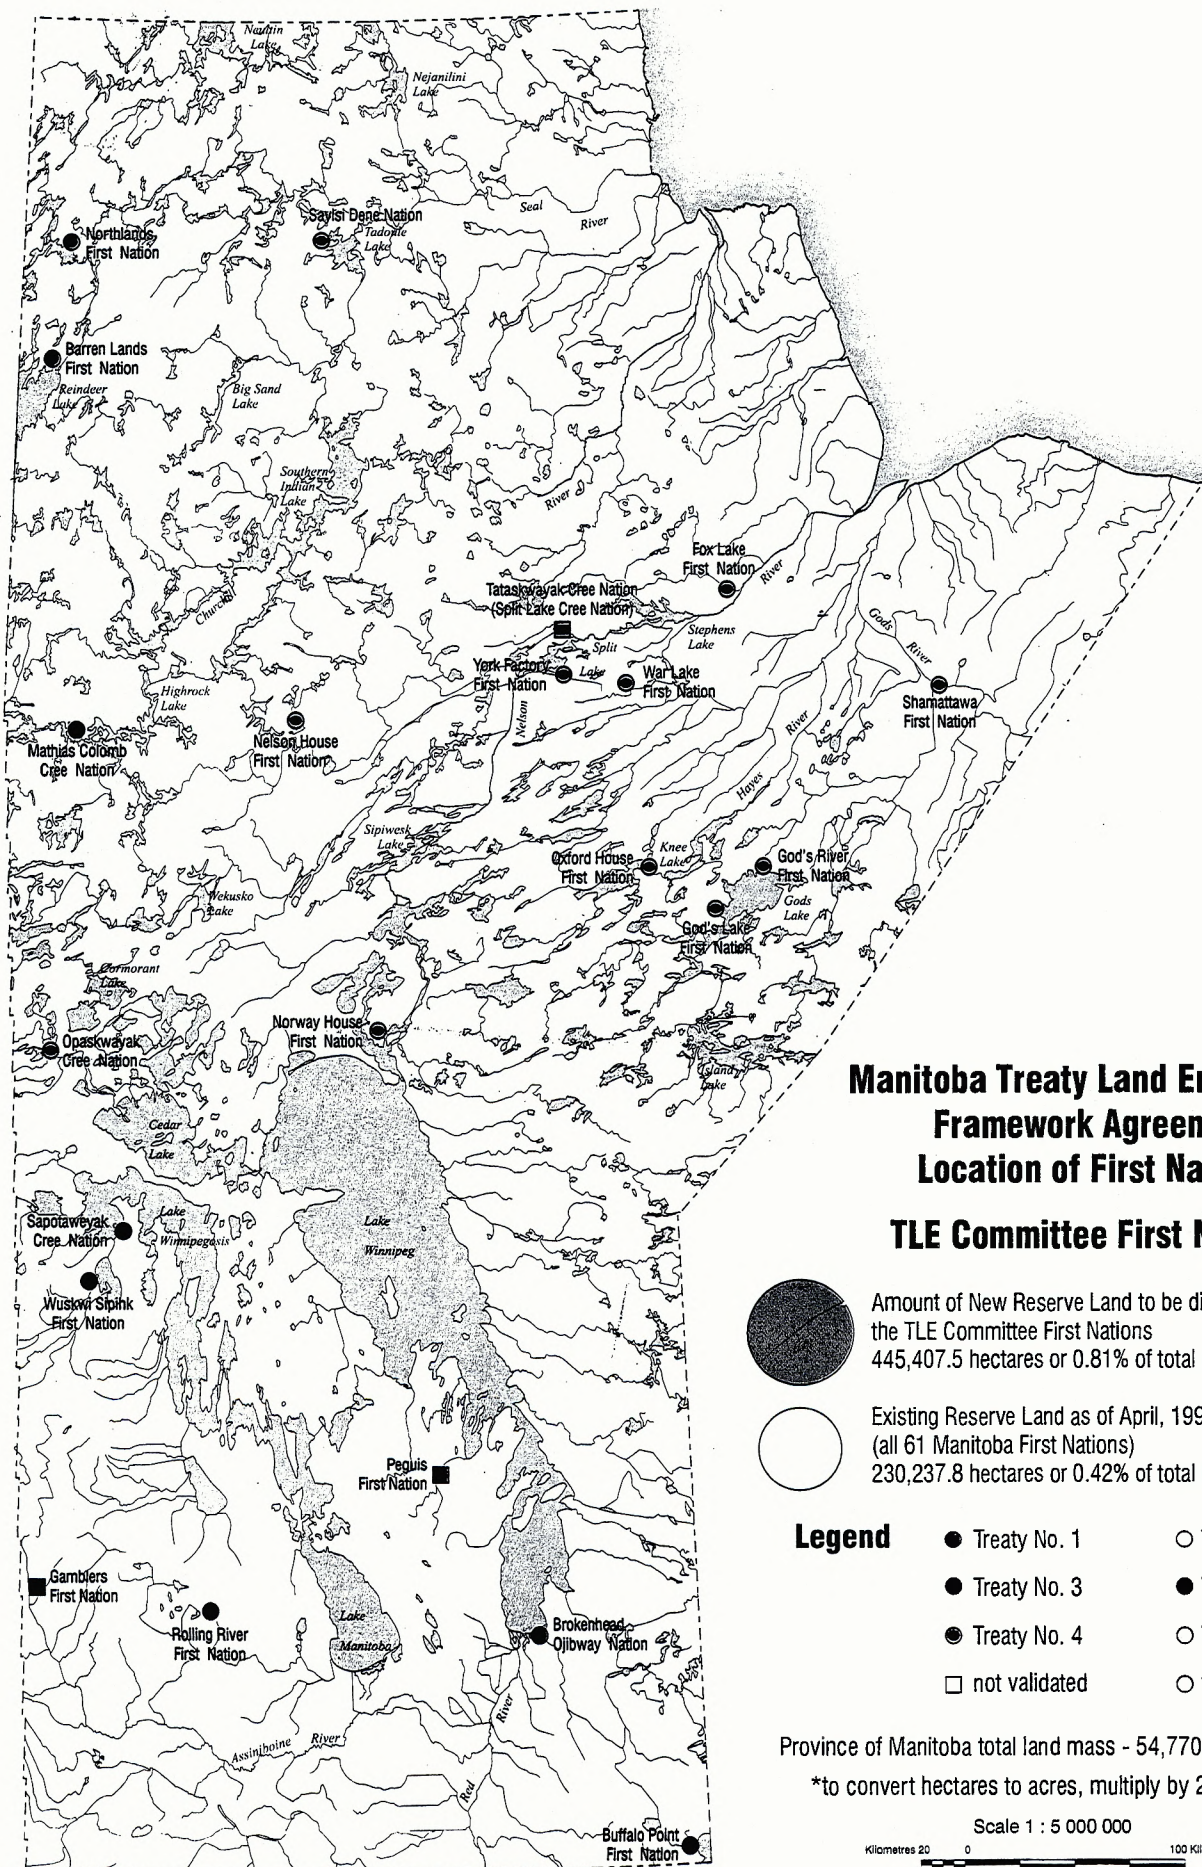 Nejanilini
Lake
Seal
River
Sayisi Dene Nation
Tadoule
Lake
Northlands
First Nation
Barren Lands
First Nation
Reindeer
Lake
Big Sand
Lake
Southern
Indian
Lake
River
Fox Lake
First Nation
River
Tataskwayak Cree Nation
(Split Lake Cree Nation)
Churchill
Split
Lake
Stephens
Lake
Gods
River
York Factory
First Nation
War Lake
First Nation
Highrock
Lake
Nelson
Shamattawa
First Nation
Mathias Colomb
Cree Nation
Nelson House
First Nation
River
Hayes
Sipiwesk
Lake
Oxford House
First Nation
Knee
Lake
God's River
First Nation
Wekusko
Lake
Gods
Lake
God's Lake
First Nation
Cormorant
Lake
Norway House
First Nation
Opaskwayak
Cree Nation
Island
Lake
Manitoba Treaty Land E
Framework Agreem
Location of First Na
Cedar
Lake
Sapotaweyak
Cree Nation
Lake
Winnipegosis
Lake
Winnipeg
TLE Committee First N
Wuskwi Sipihk
First Nation
Amount of New Reserve Land to be di
the TLE Committee First Nations
445,407.5 hectares or 0.81% of total
Existing Reserve Land as of April, 199
(all 61 Manitoba First Nations)
230,237.8 hectares or 0.42% of total
Peguis
First Nation
Legend
Treaty No. 1
Treaty No. 3
Treaty No. 4
not validated
Gamblers
First Nation
Rolling River
First Nation
Lake
Manitoba
Brokenhead
Ojibway Nation
River
Assiniboine River
Red
Province of Manitoba total land mass - 54,770
*to convert hectares to acres, multiply by 2
Scale 1 : 5 000 000
Kilometres 20 0 100 Kil
Buffalo Point
First Nation